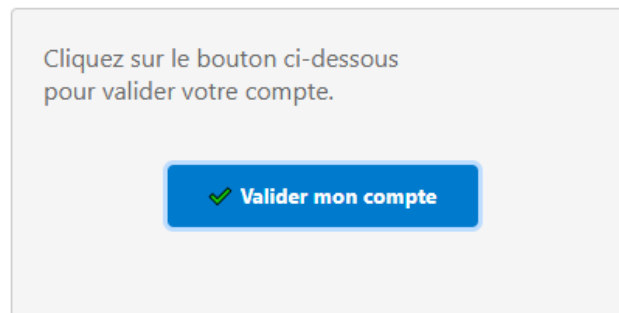 Cliquez sur le bouton ci-dessous
pour valider votre compte.
Valider mon compte